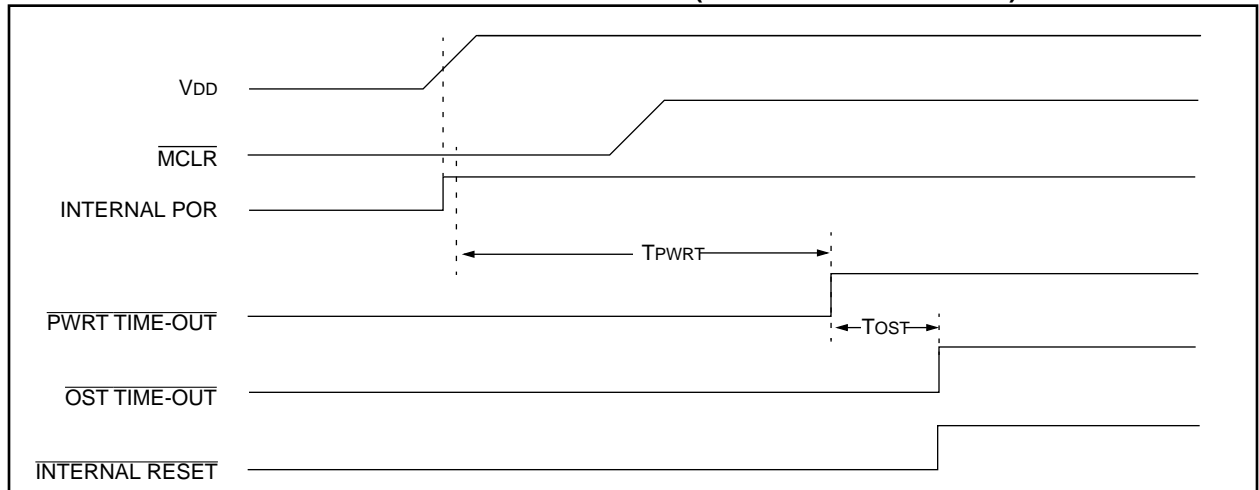 VDD
MCLR
INTERNAL POR
TPWRT
PWRT TIME-OUT
TOST
OST TIME-OUT
INTERNAL RESET